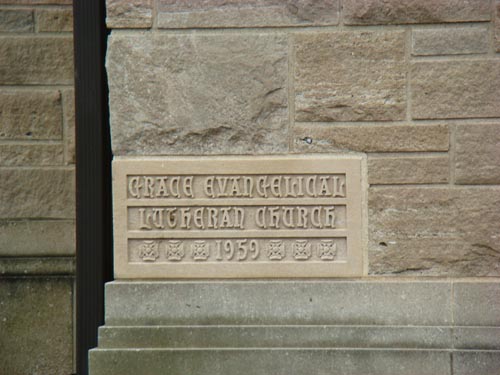 GRACE EVANGELICAL
LUTHERAN CHURCH
1959